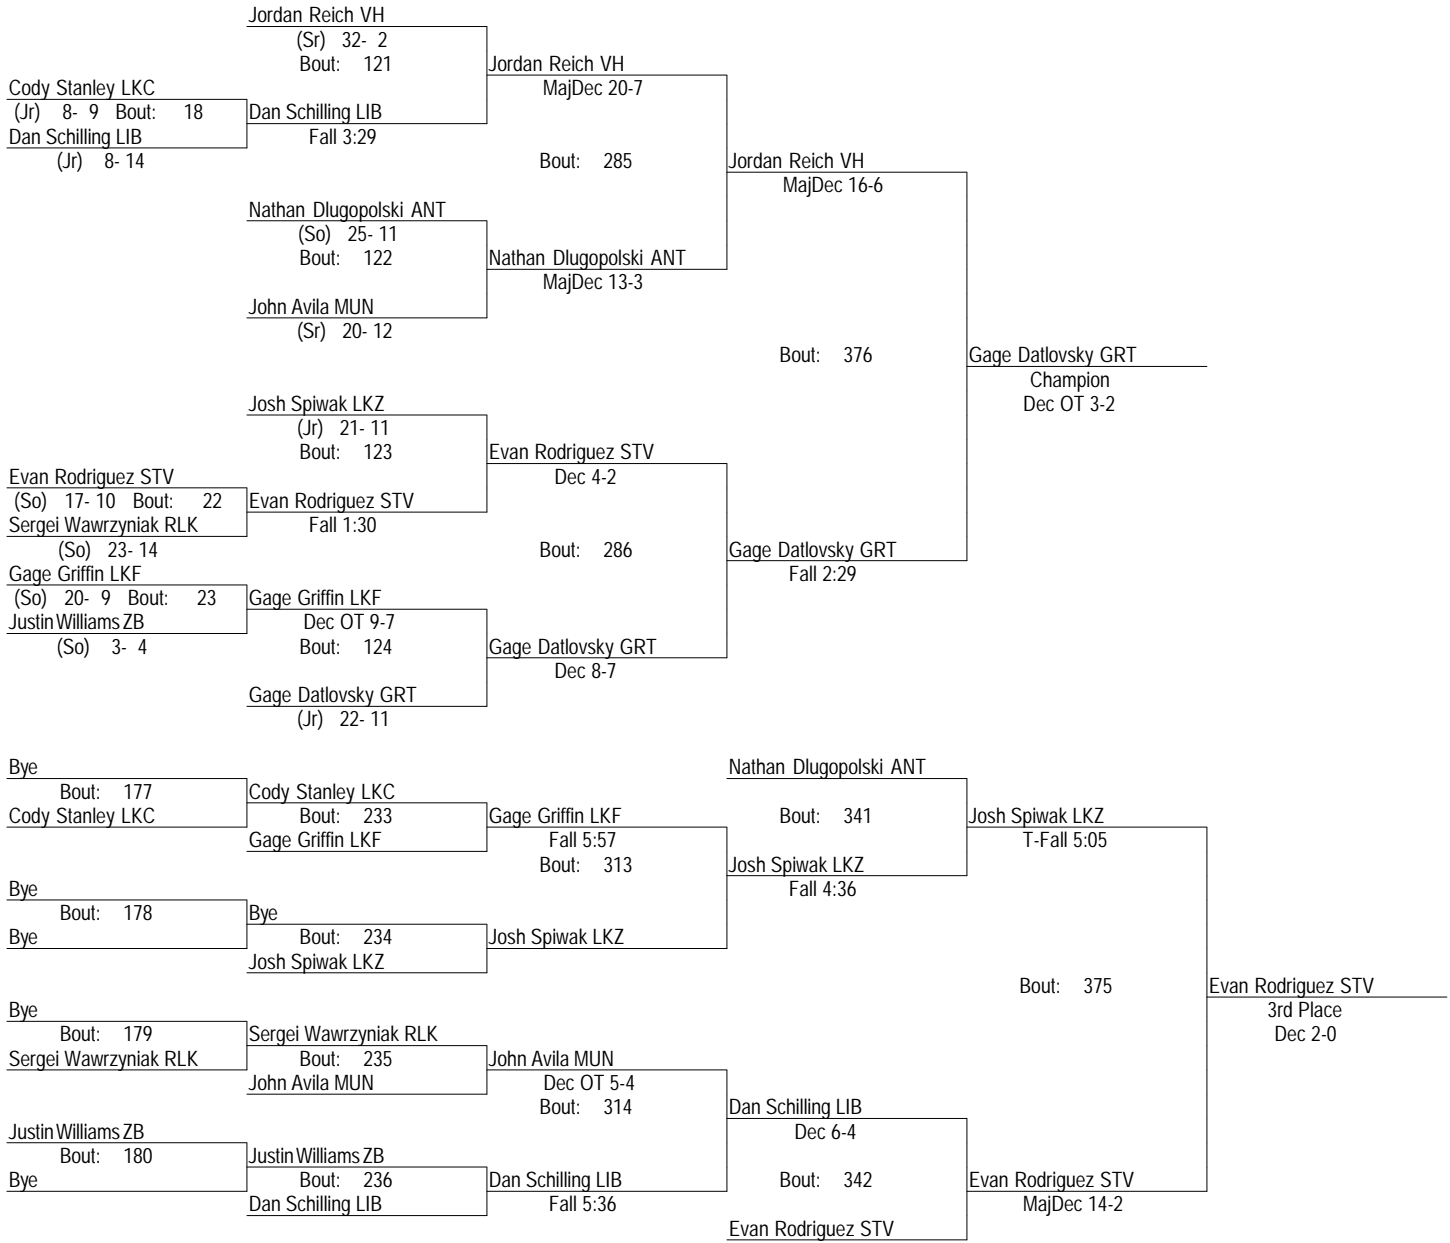 Jordan Reich VH
(Sr) 32- 2
Bout: 121
Jordan Reich VH
MajDec 20-7
Cody Stanley LKC
(Jr) 8- 9 Bout: 18
Dan Schilling LIB
Fall 3:29
Dan Schilling LIB
(Jr) 8- 14
Bout: 285
Jordan Reich VH
MajDec 16-6
Nathan Dlugopolski ANT
(So) 25- 11
Bout: 122
Nathan Dlugopolski ANT
MajDec 13-3
John Avila MUN
(Sr) 20- 12
Bout: 376
Gage Datlovsky GRT
Champion
Dec OT 3-2
Josh Spiwak LKZ
(Jr) 21- 11
Bout: 123
Evan Rodriguez STV
Dec 4-2
Evan Rodriguez STV
(So) 17- 10 Bout: 22
Evan Rodriguez STV
Fall 1:30
Sergei Wawrzyniak RLK
(So) 23- 14
Bout: 286
Gage Datlovsky GRT
Fall 2:29
Gage Griffin LKF
(So) 20- 9 Bout: 23
Gage Griffin LKF
Dec OT 9-7
Justin Williams ZB
(So) 3- 4
Bout: 124
Gage Datlovsky GRT
Dec 8-7
Gage Datlovsky GRT
(Jr) 22- 11
Bye
Bout: 177
Cody Stanley LKC
Cody Stanley LKC
Bout: 233
Gage Griffin LKF
Gage Griffin LKF
Fall 5:57
Bout: 313
Nathan Dlugopolski ANT
Bout: 341
Josh Spiwak LKZ
T-Fall 5:05
Josh Spiwak LKZ
Fall 4:36
Bye
Bout: 178
Bye
Bye
Bout: 234
Josh Spiwak LKZ
Josh Spiwak LKZ
Bout: 375
Evan Rodriguez STV
3rd Place
Dec 2-0
Bye
Bout: 179
Sergei Wawrzyniak RLK
Sergei Wawrzyniak RLK
Bout: 235
John Avila MUN
John Avila MUN
Dec OT 5-4
Bout: 314
Dan Schilling LIB
Dec 6-4
Justin Williams ZB
Bout: 180
Bye
Justin Williams ZB
Bout: 236
Dan Schilling LIB
Dan Schilling LIB
Fall 5:36
Bout: 342
Evan Rodriguez STV
MajDec 14-2
Evan Rodriguez STV